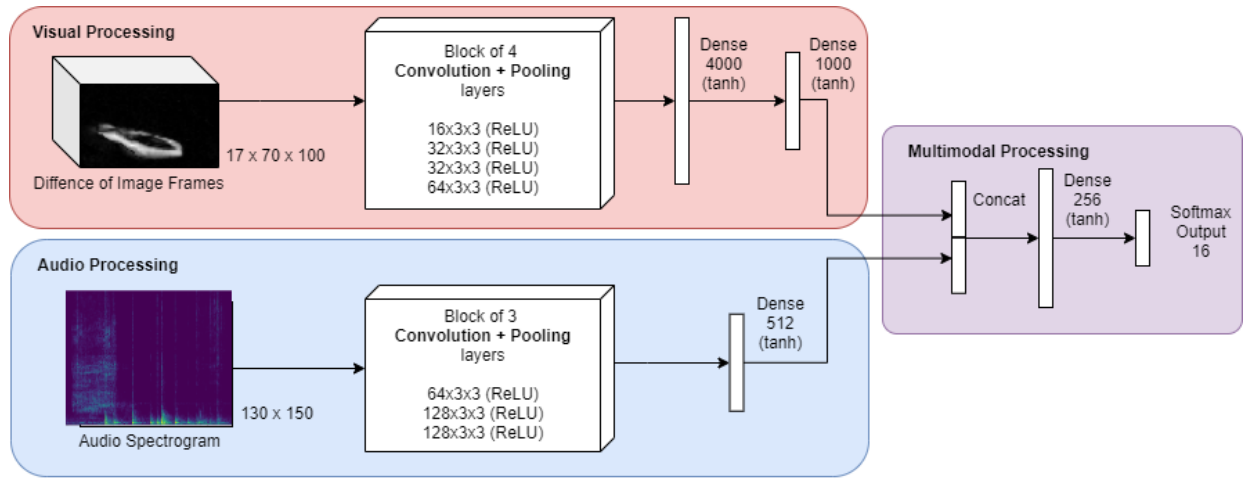 Visual Processing
Diffence of Image Frames
17 x 70 x 100
Block of 4
Convolution + Pooling
layers
16x3x3 (ReLU)
32x3x3 (ReLU)
32x3x3 (ReLU)
64x3x3 (ReLU)
Dense
4000
(tanh)
Dense
1000
(tanh)
Audio Processing
Audio Spectrogram
130 x 150
Block of 3
Convolution + Pooling
layers
64x3x3 (ReLU)
128x3x3 (ReLU)
128x3x3 (ReLU)
Dense
512
(tanh)
Multimodal Processing
Concat
Dense
256
(tanh)
Softmax
Output
16